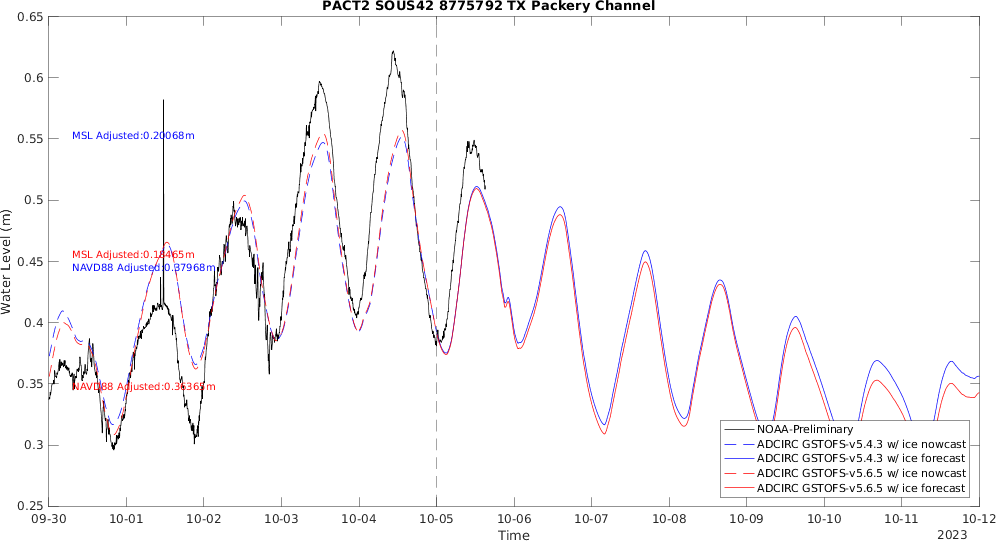 PACT2 SOUS42 8775792 TX Packery Channel
0.65
0.6
0.55
0.5
0.45
0.4
0.35
0.3
0.25
Water Level (m)
MSL Adjusted:0.20068m
MSL Adjusted:0.18465m
NAVD88 Adjusted:0.37968m
NAVD88 Adjusted:0.36365m
NOAA-Preliminary
ADCIRC GSTOFS-v5.4.3 w/ ice nowcast
ADCIRC GSTOFS-v5.4.3 w/ ice forecast
ADCIRC GSTOFS-v5.6.5 w/ ice nowcast
ADCIRC GSTOFS-v5.6.5 w/ ice forecast
09-30 10-01 10-02 10-03 10-04 10-05 10-06 10-07 10-08 10-09 10-10 10-11 10-12
Time
2023